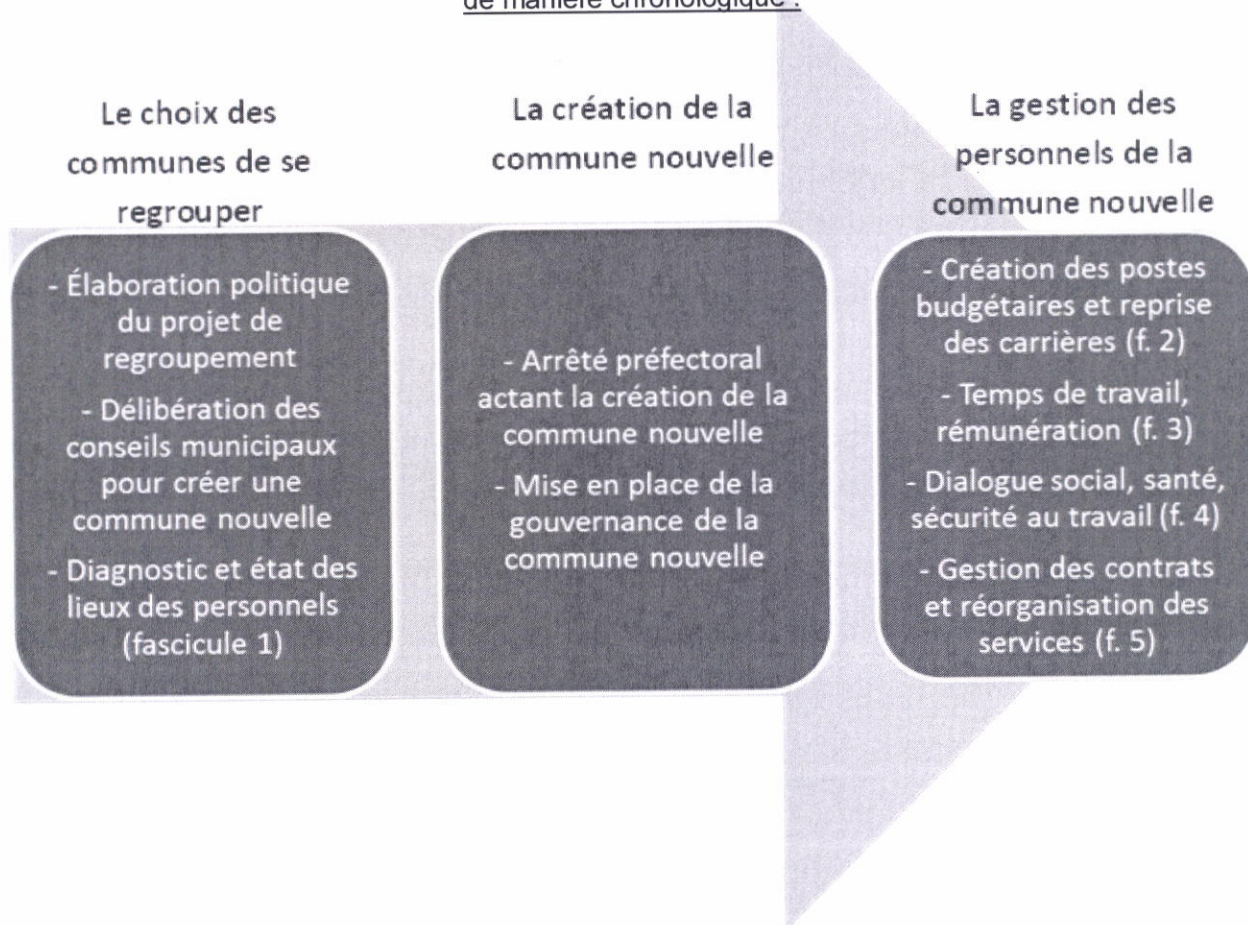 de manière chronologique :
Le choix des
communes de se
regrouper
- Élaboration politique
du projet de
regroupement
- Délibération des
conseils municipaux
pour créer une
commune nouvelle
- Diagnostic et état des
lieux des personnels
(fascicule 1)
La création de la
commune nouvelle
- Arrêté préfectoral
actant la création de la
commune nouvelle
- Mise en place de la
gouvernance de la
commune nouvelle
La gestion des
personnels de la
commune nouvelle
- Création des postes
budgétaires et reprise
des carrières (f. 2)
- Temps de travail,
rémunération (f. 3)
- Dialogue social, santé,
sécurité au travail (f. 4)
- Gestion des contrats
et réorganisation des
services (f. 5)